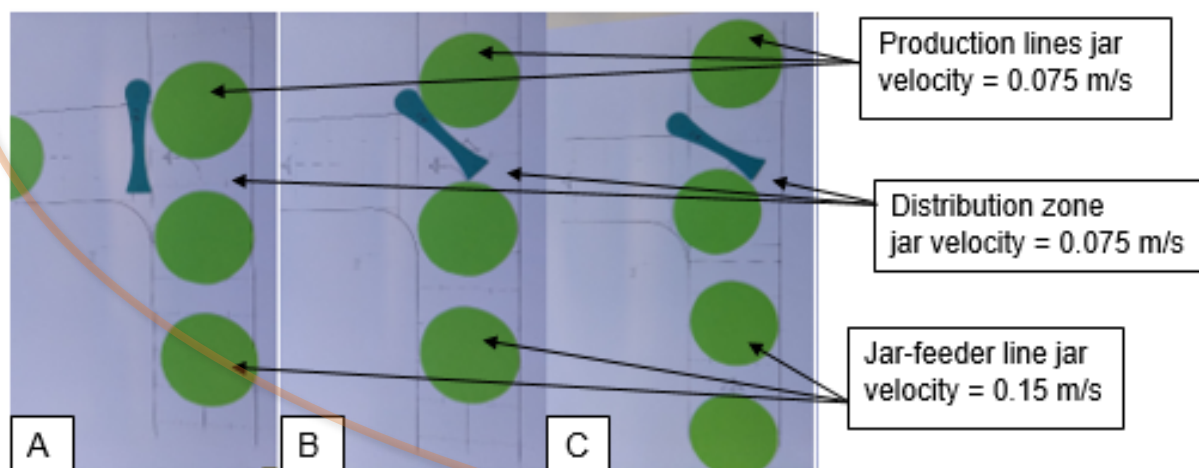 Production lines jar
velocity = 0.075 m/s
Distribution zone
jar velocity = 0.075 m/s
Jar-feeder line jar
velocity = 0.15 m/s
A
B
C